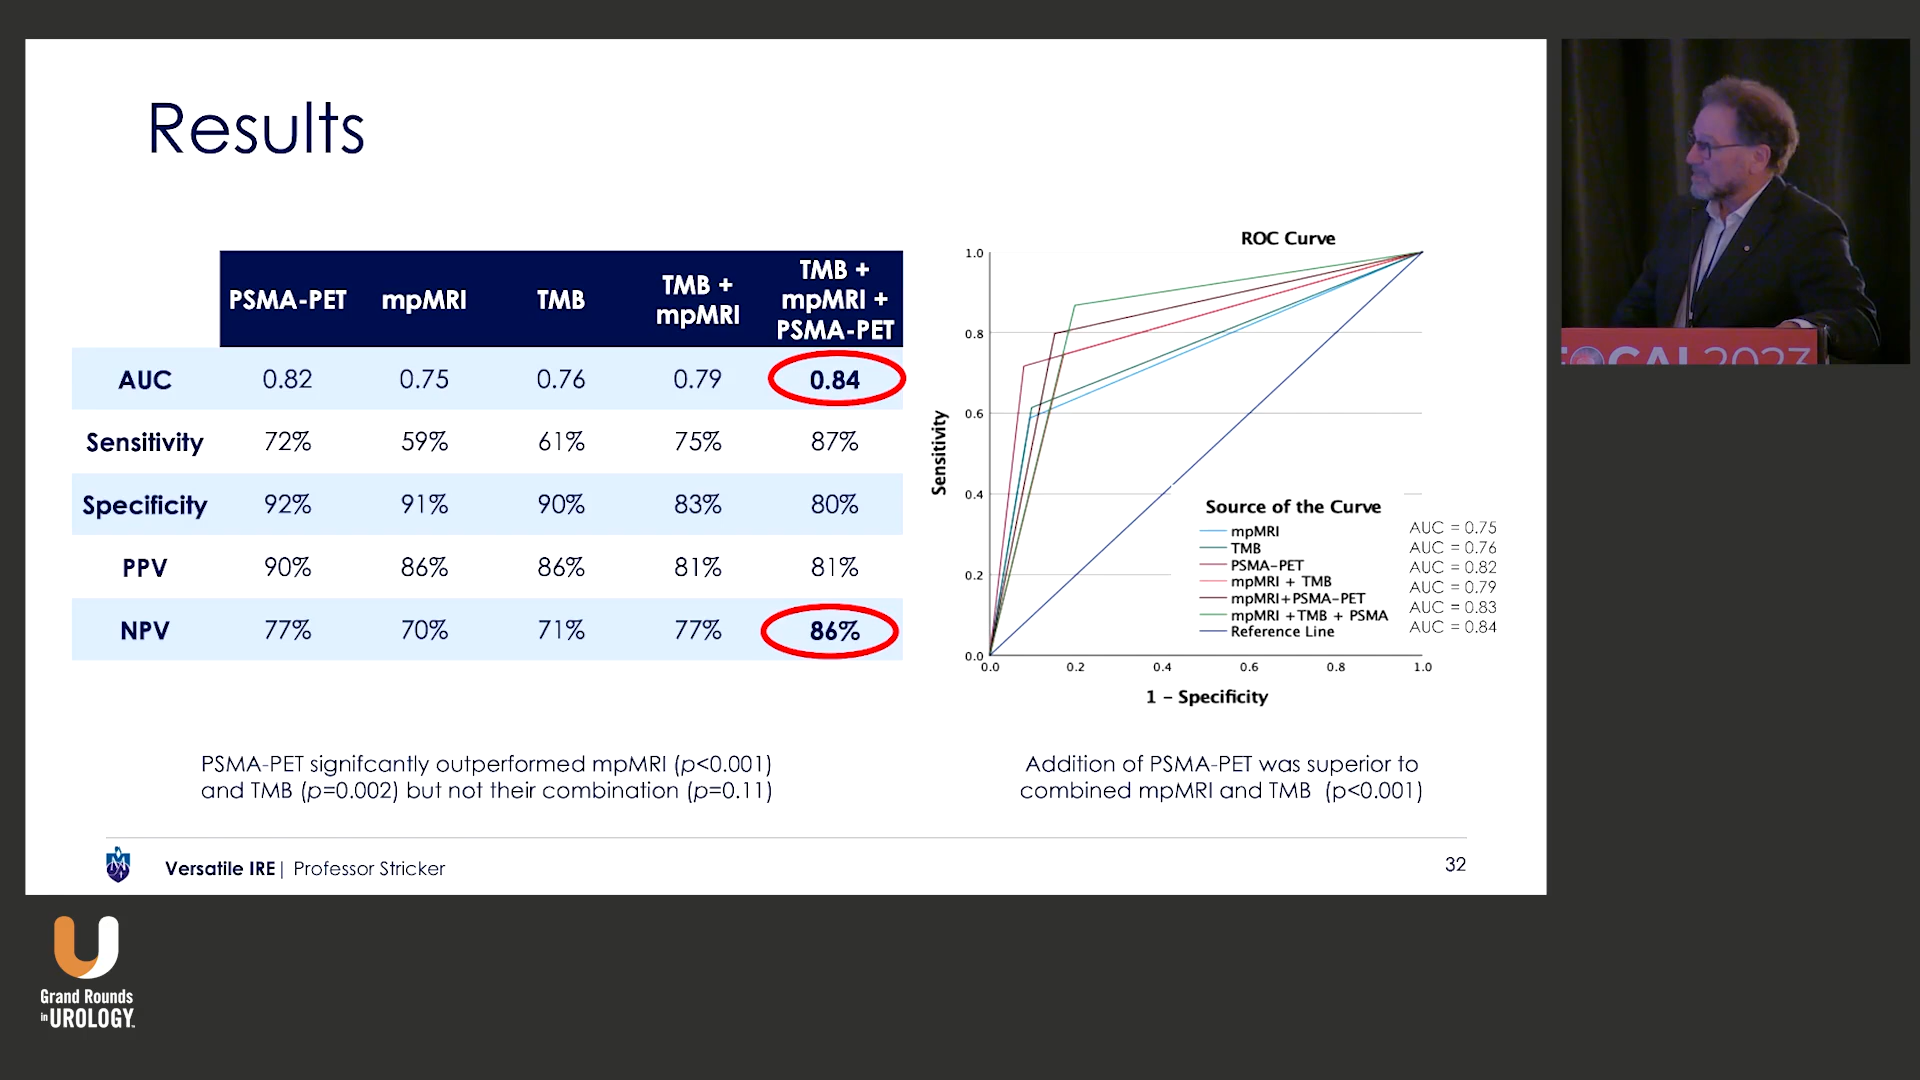 Results
PSMA-PET mpMRI TMB TMB + mpMRI TMB + mpMRI + PSMA-PET
AUC 0.82 0.75 0.76 0.79 0.84
Sensitivity 72% 59% 61% 75% 87%
Specificity 92% 91% 90% 83% 80%
PPV 90% 86% 86% 81% 81%
NPV 77% 70% 71% 77% 86%
PSMA-PET signifcantly outperformed mpMRI (p<0.001)
and TMB (p=0.002) but not their combination (p=0.11)
ROC Curve
1.0
0.8
0.6
0.4
0.2
0.0
Sensitivity
0.0 0.2 0.4 0.6 0.8 1.0
1 - Specificity
Source of the Curve
mpMRI AUC = 0.75
TMB AUC = 0.76
PSMA-PET AUC = 0.82
mpMRI + TMB AUC = 0.79
mpMRI+PSMA-PET AUC = 0.83
mpMRI +TMB + PSMA AUC = 0.84
Reference Line
Addition of PSMA-PET was superior to
combined mpMRI and TMB (p<0.001)
Versatile IRE| Professor Stricker
32
FOCAL 2023
Grand Rounds
in UROLOGY